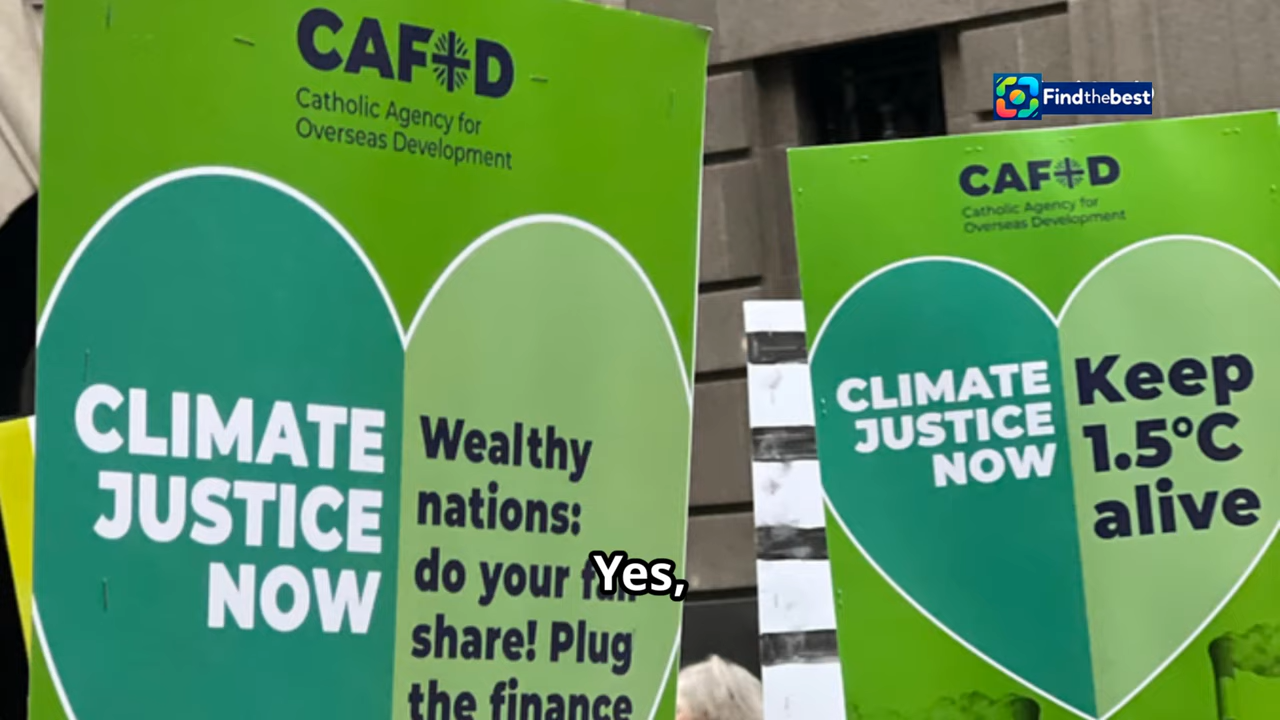 CAFOD
Catholic Agency for
Overseas Development
CLIMATE
JUSTICE
NOW
Wealthy
nations:
do your
share! Plug
the finance
Yes,
Findthebest
CAFOD
Catholic Agency for
Overseas Development
CLIMATE
JUSTICE
NOW
Keep
1.5°C
alive